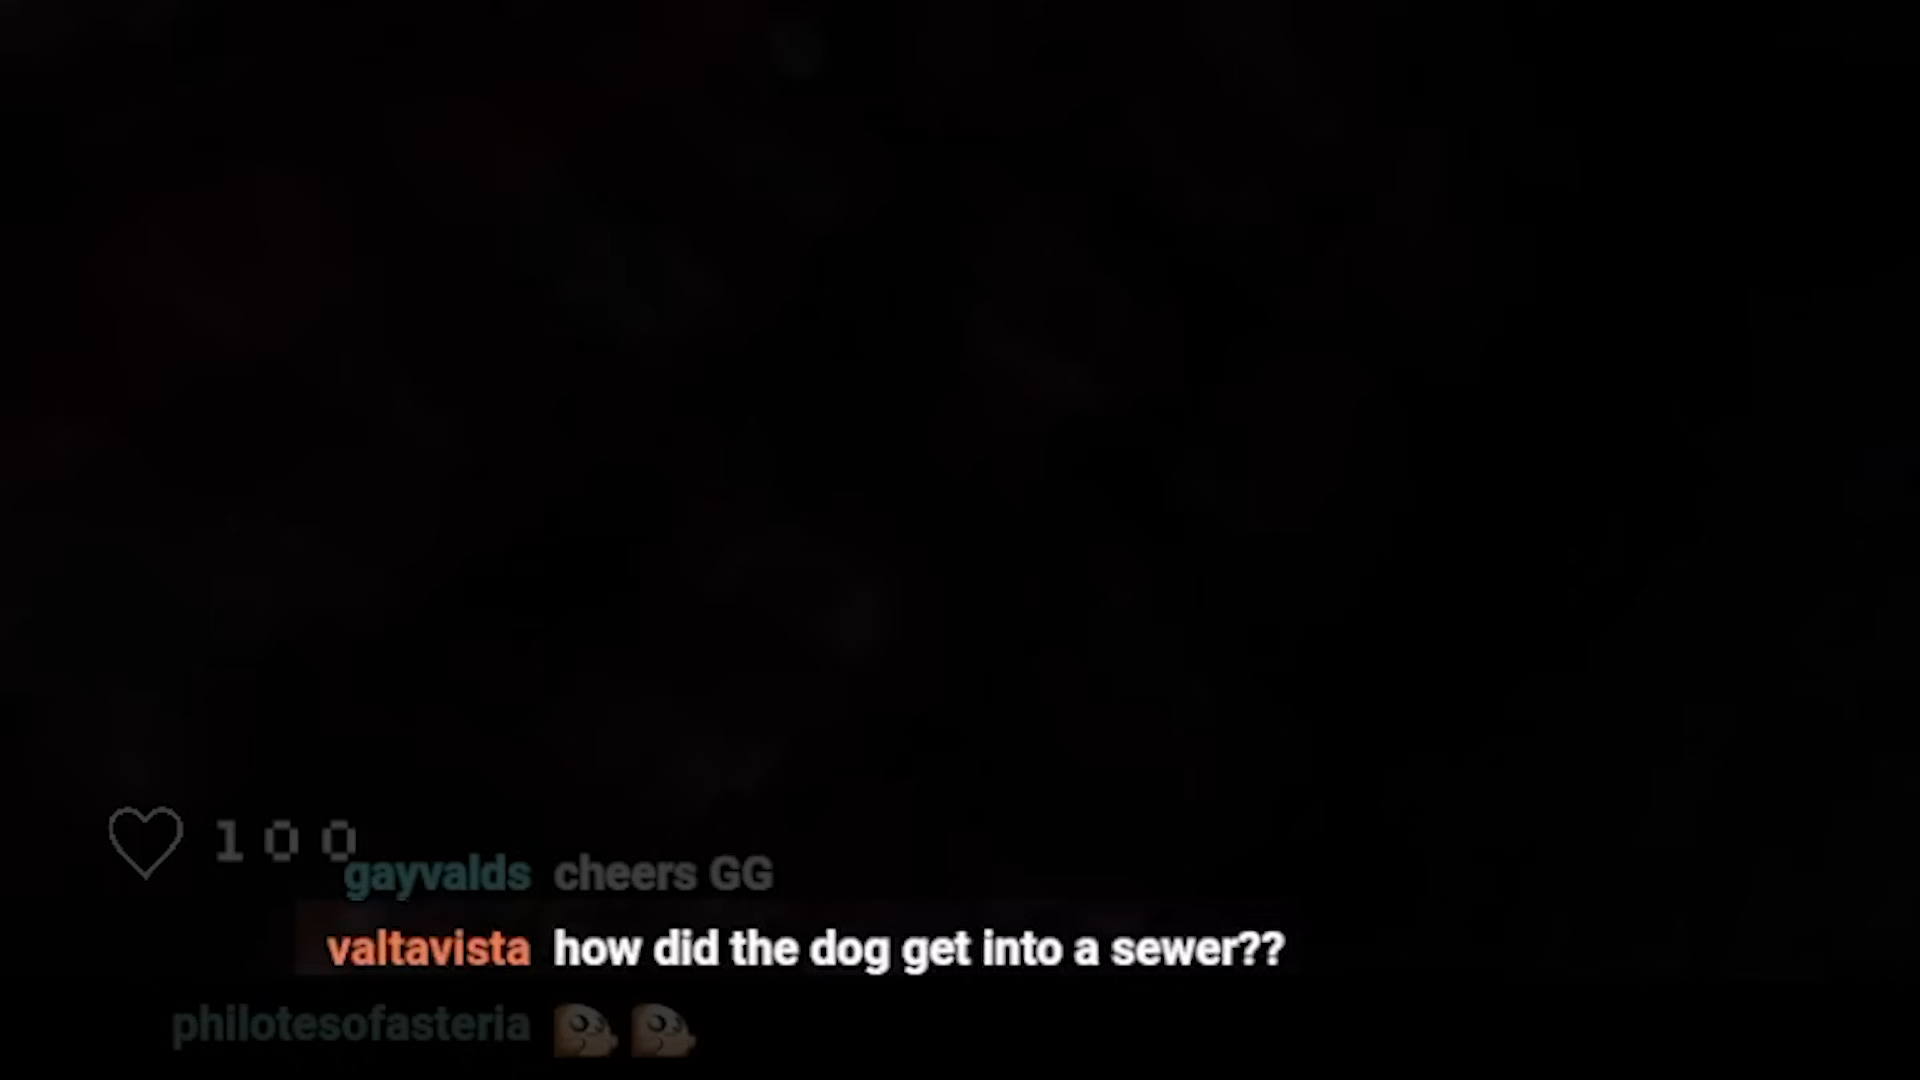 100
gayvalds cheers GG
valtavista how did the dog get into a sewer??
philotesofasteria